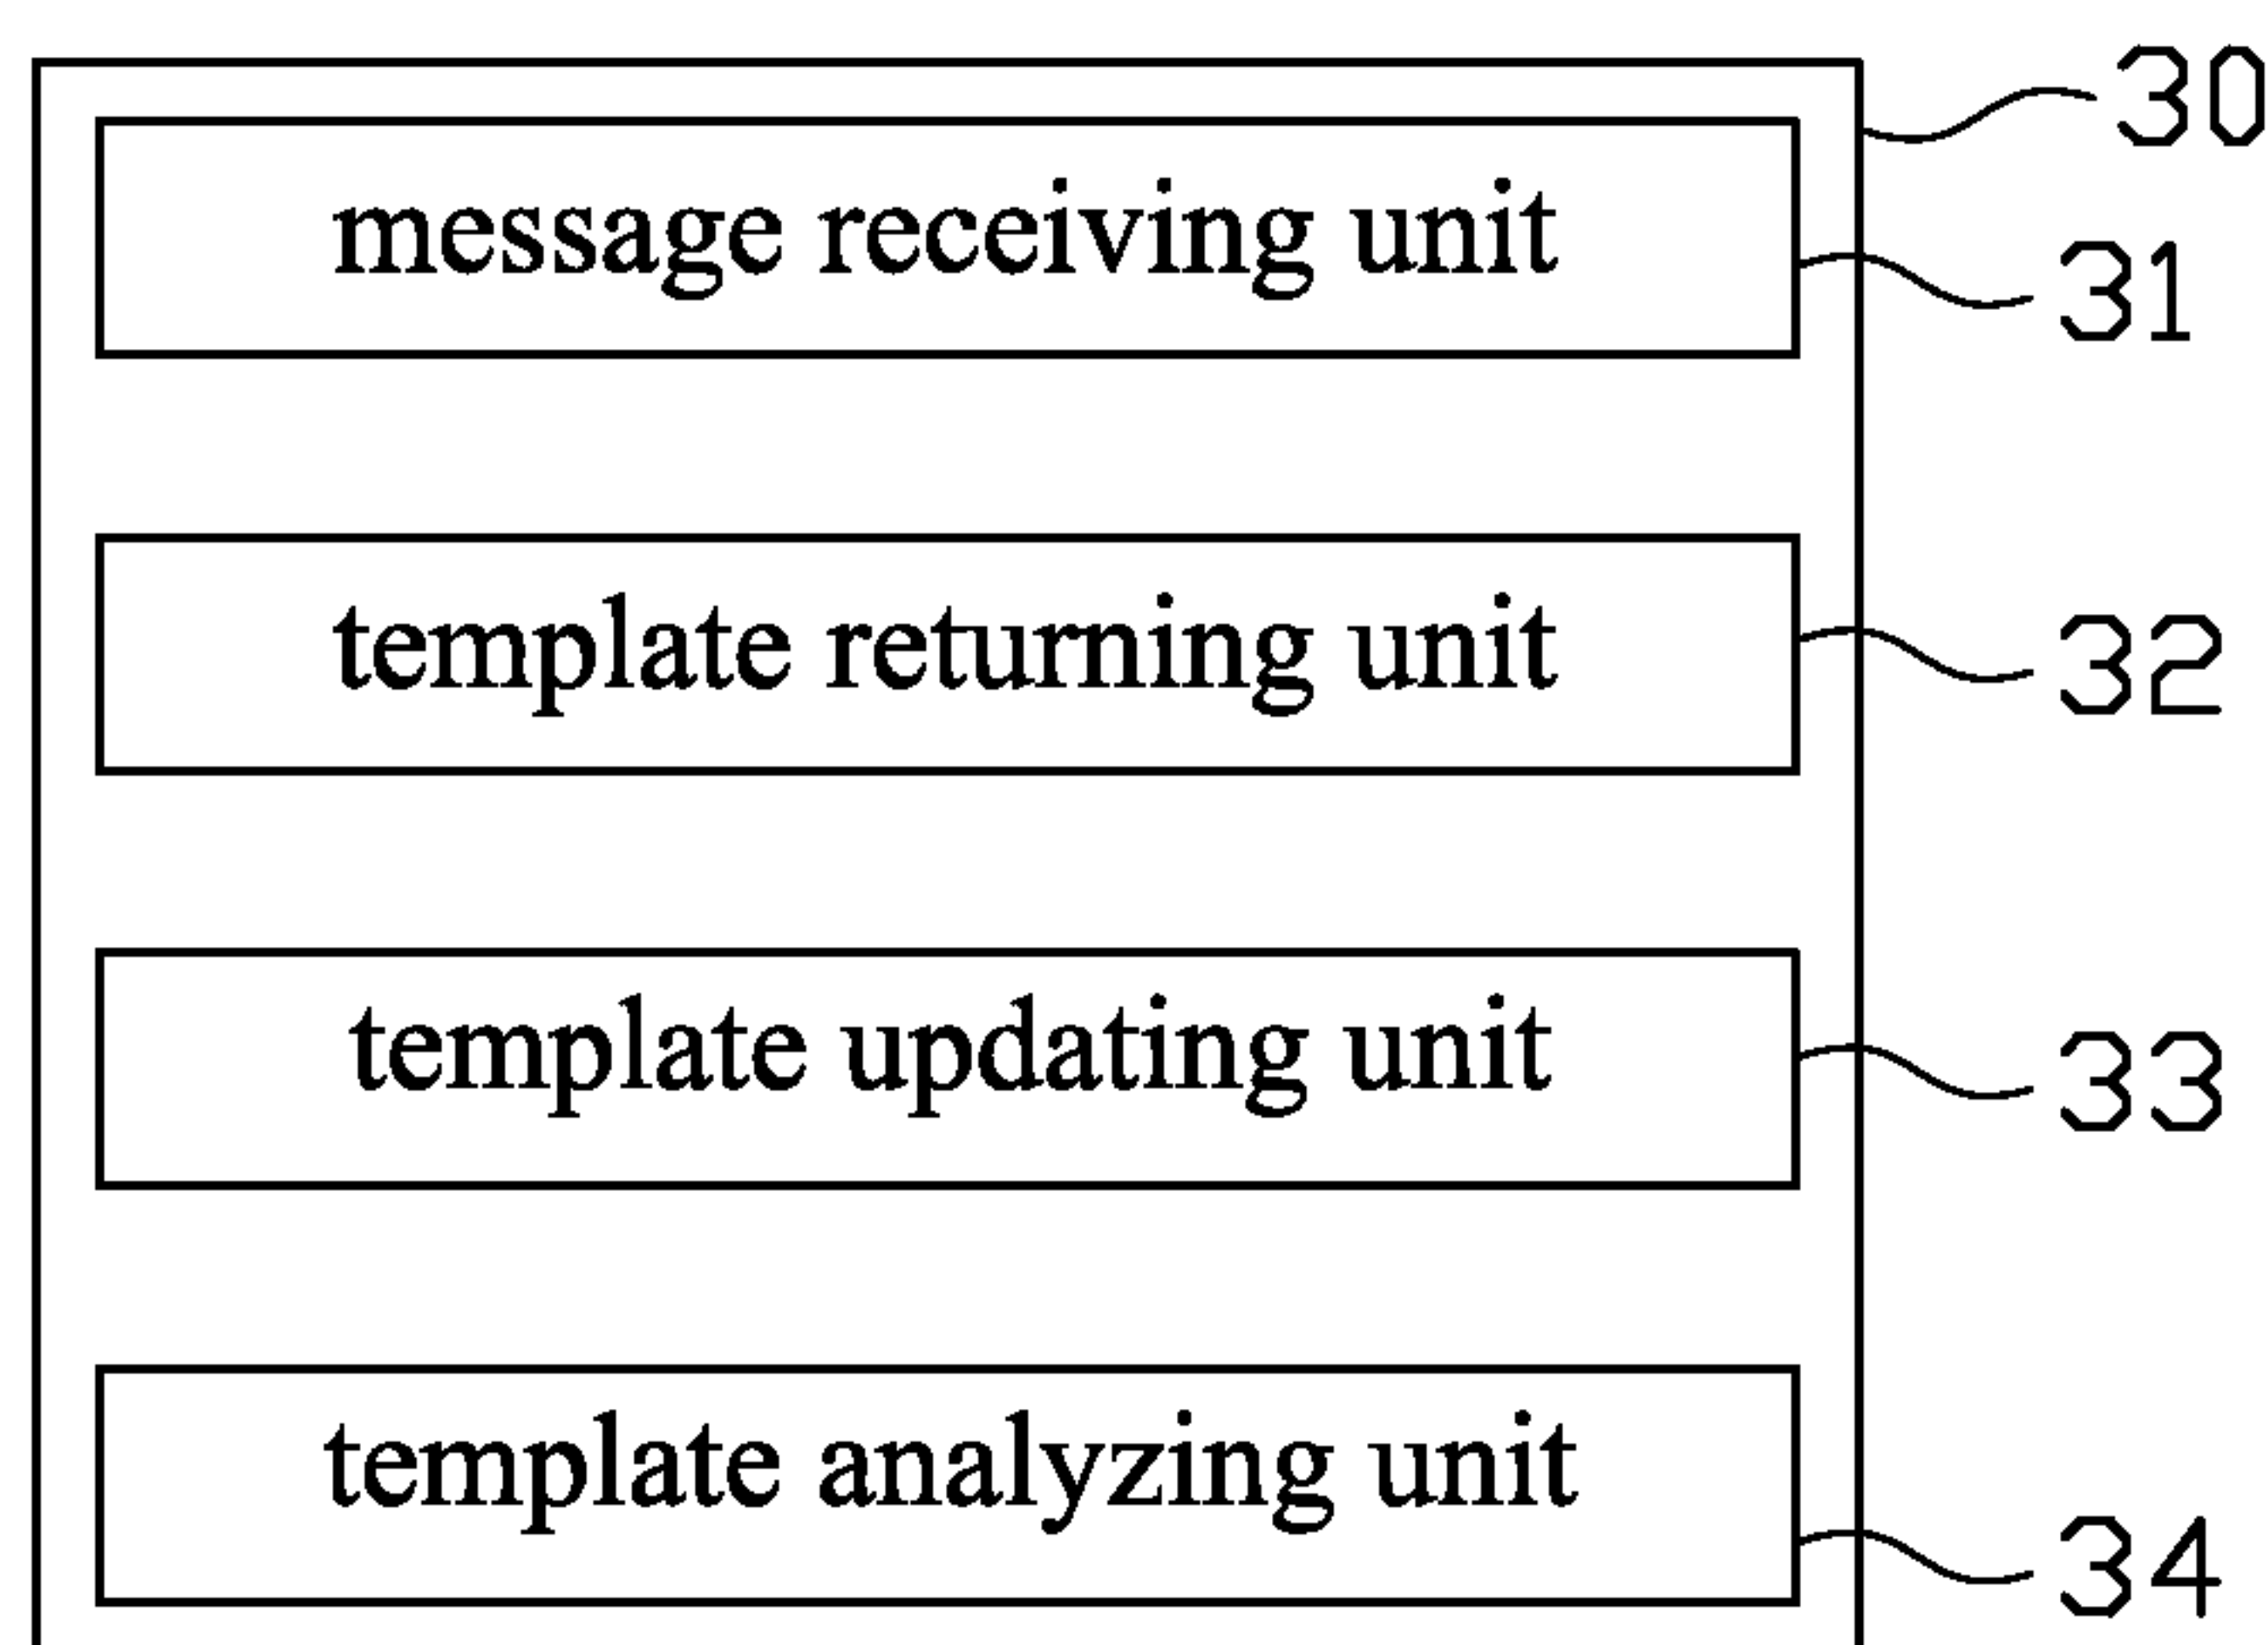 30
message receiving unit
31
template returning unit
32
template updating unit
33
template analyzing unit
34